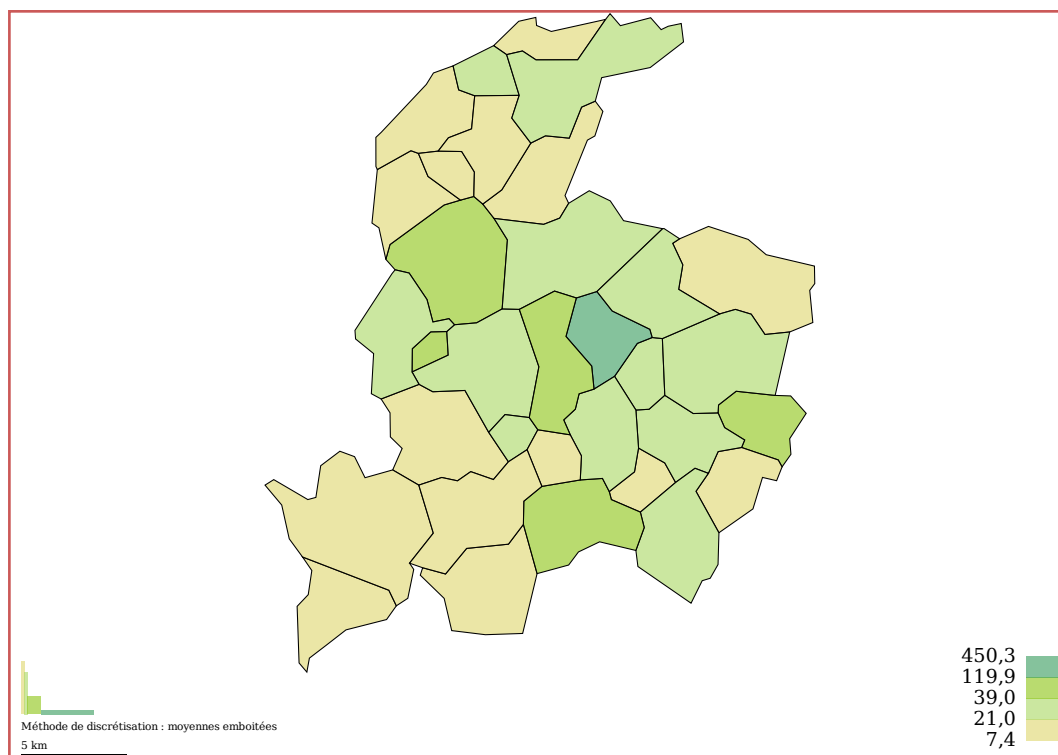 450,3
119,9
39,0
21,0
7,4
Méthode de discrétisation : moyennes emboitées
5 km